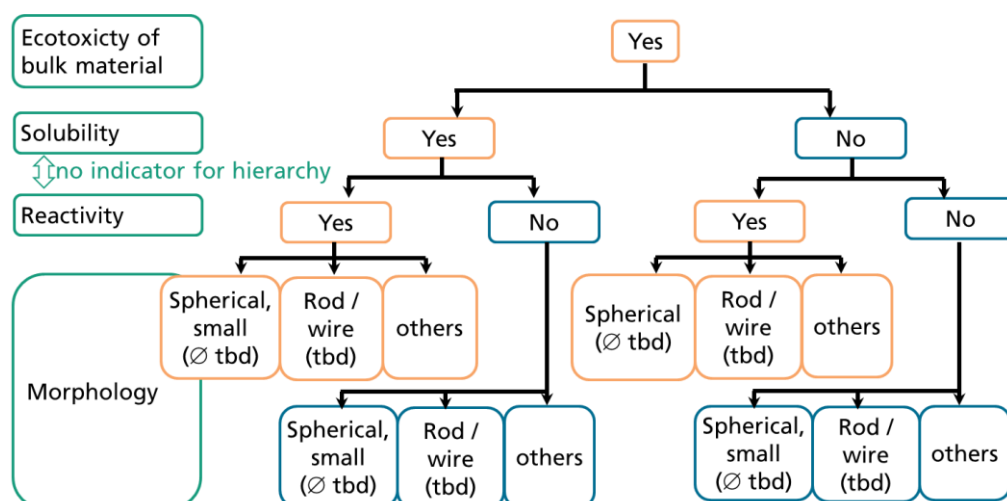 Ecotoxicty of
bulk material
Yes
Solubility
Yes
No
no indicator for hierarchy
Reactivity
Yes
No
Yes
No
Morphology
Spherical,
small
(∅ tbd)
Rod /
wire
(tbd)
others
Spherical
(∅ tbd)
Rod /
wire
(tbd)
others
Spherical,
small
(∅ tbd)
Rod /
wire
(tbd)
others
Spherical,
small
(∅ tbd)
Rod /
wire
(tbd)
others